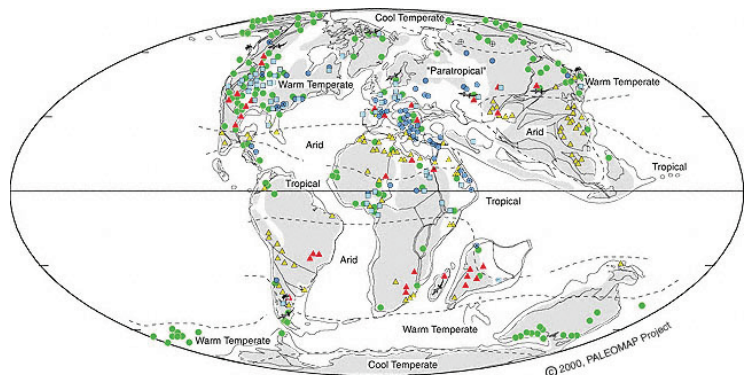 Cool Temperate
Warm Temperate
"Paratropical"
Warm Temperate
Arid
Arid
Tropical
Tropical
Tropical
Arid
Warm Temperate
Warm Temperate
Cool Temperate
© 2000, PALEOMAP Project